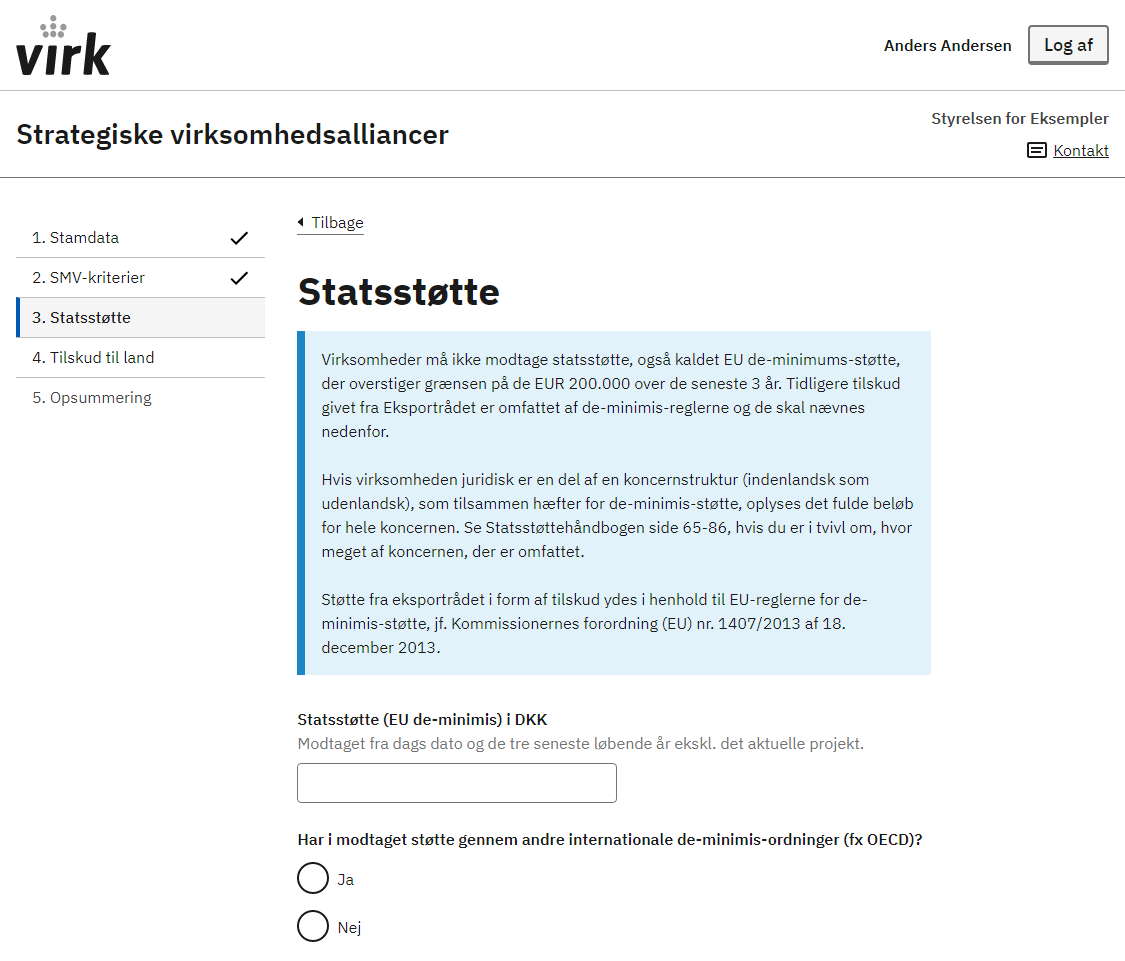 virk
Anders Andersen
Log af
Strategiske virksomhedsalliancer
Styrelsen for Eksempler
Kontakt
1. Stamdata
2. SMV-kriterier
3. Statsstøtte
4. Tilskud til land
5. Opsummering
Tilbage
Statsstøtte
Virksomheder må ikke modtage statsstøtte, også kaldet EU de-minimums-støtte,
der overstiger grænsen på de EUR 200.000 over de seneste 3 år. Tidligere tilskud
givet fra Eksportrådet er omfattet af de-minimis-reglerne og de skal nævnes
nedenfor.
Hvis virksomheden juridisk er en del af en koncernstruktur (indenlandsk som
udenlandsk), som tilsammen hæfter for de-minimis-støtte, oplyses det fulde beløb
for hele koncernen. Se Statsstøttehåndbogen side 65-86, hvis du er i tvivl om, hvor
meget af koncernen, der er omfattet.
Støtte fra eksportrådet i form af tilskud ydes i henhold til EU-reglerne for de-
minimis-støtte, jf. Kommissionernes forordning (EU) nr. 1407/2013 af 18.
december 2013.
Statsstøtte (EU de-minimis) i DKK
Modtaget fra dags dato og de tre seneste løbende år ekskl. det aktuelle projekt.
Har i modtaget støtte gennem andre internationale de-minimis-ordninger (fx OECD)?
Ja
Nej